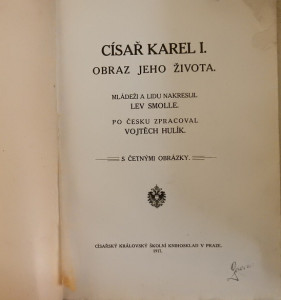 CÍSAŘ KAREL I.
OBRAZ JEHO ŽIVOTA.
MLÁDEŽI A LIDU NAKRESLIL
LEV SMOLLE.
PO ČESKU ZPRACOVAL
VOJTĚCH HULÍK.
S ČETNÝMI OBRÁZKY.
CÍSAŘSKÝ KRÁLOVSKÝ ŠKOLNÍ KNIHOSKLAD V PRAZE.
1917.